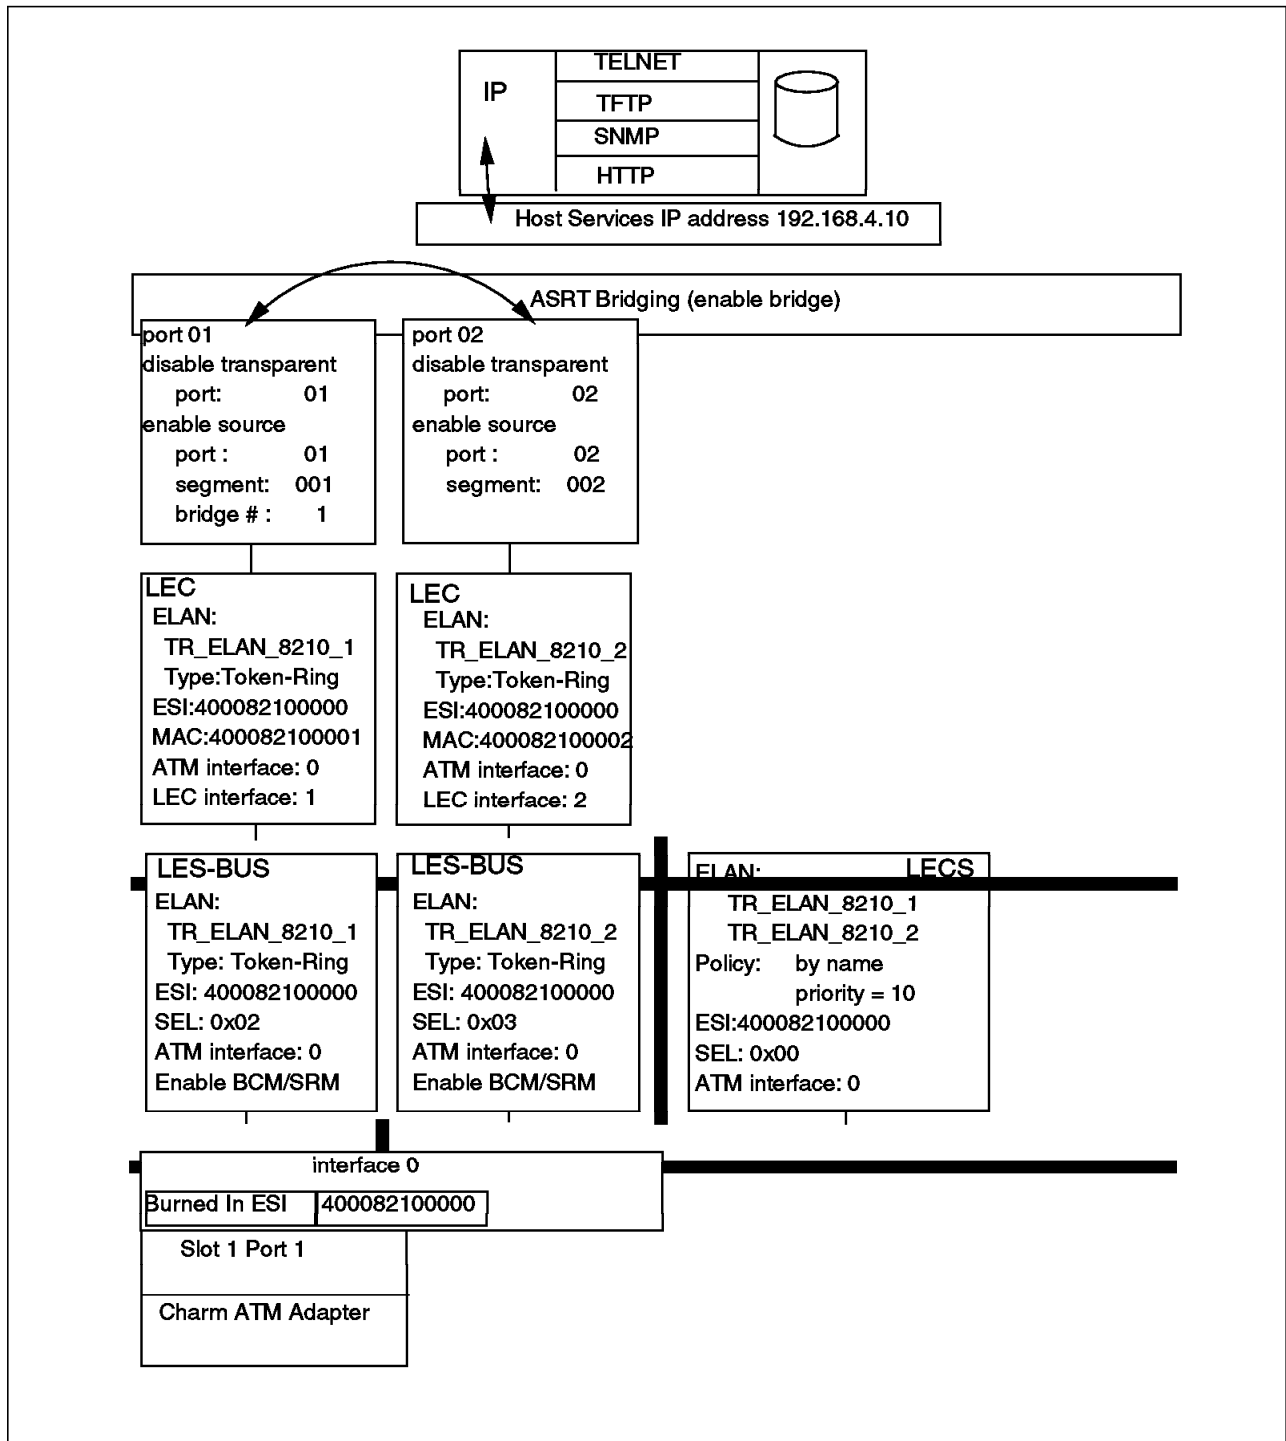 IP
TELNET
TFTP
SNMP
HTTP
Host Services IP address 192.168.4.10
ASRT Bridging (enable bridge)
port 01
disable transparent
port: 01
enable source
port : 01
segment: 001
bridge # : 1
port 02
disable transparent
port: 02
enable source
port : 02
segment: 002
LEC
ELAN:
TR_ELAN_8210_1
Type:Token-Ring
ESI:400082100000
MAC:400082100001
ATM interface: 0
LEC interface: 1
LEC
ELAN:
TR_ELAN_8210_2
Type:Token-Ring
ESI:400082100000
MAC:400082100002
ATM interface: 0
LEC interface: 2
LES-BUS
ELAN:
TR_ELAN_8210_1
Type: Token-Ring
ESI: 400082100000
SEL: 0x02
ATM interface: 0
Enable BCM/SRM
LES-BUS
ELAN:
TR_ELAN_8210_2
Type: Token-Ring
ESI: 400082100000
SEL: 0x03
ATM interface: 0
Enable BCM/SRM
ELAN: LECS
TR_ELAN_8210_1
TR_ELAN_8210_2
Policy: by name
priority = 10
ESI:400082100000
SEL: 0x00
ATM interface: 0
interface 0
Burned In ESI 400082100000
Slot 1 Port 1
Charm ATM Adapter